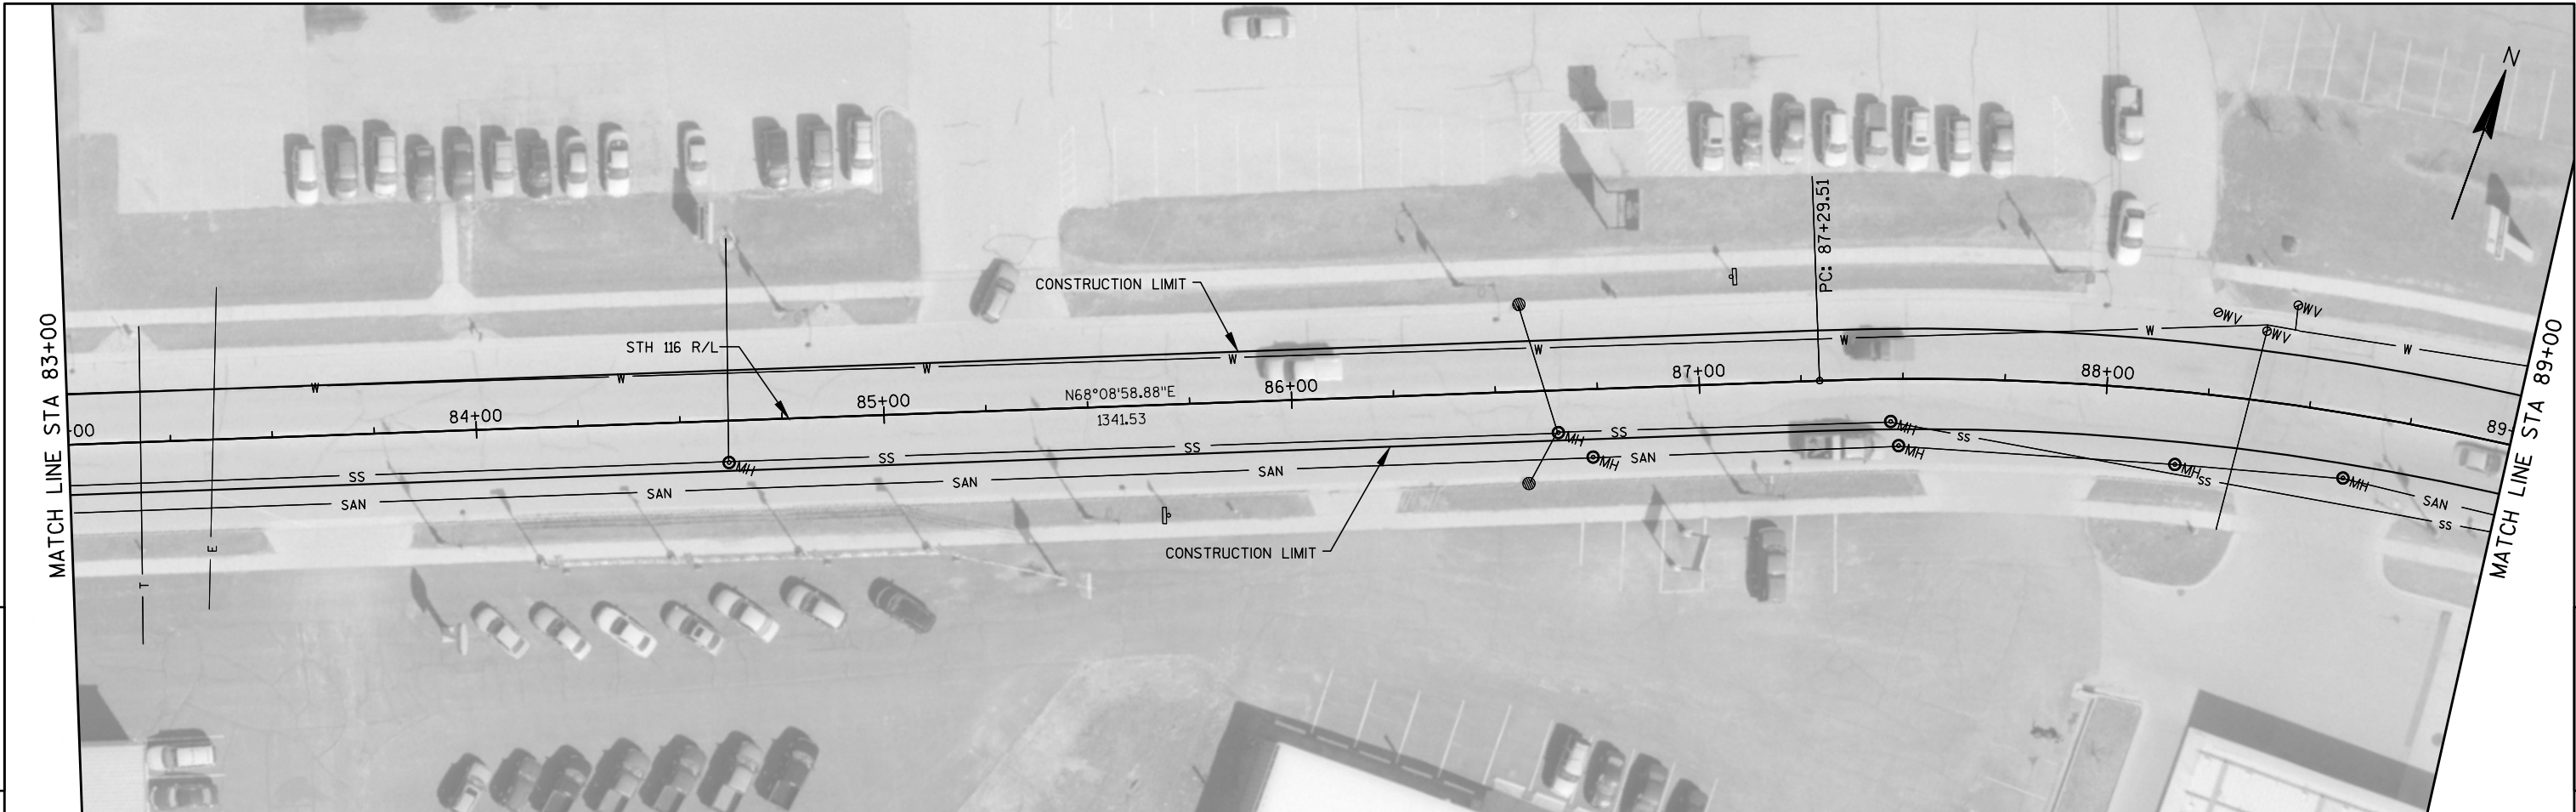 N
MATCH LINE STA 83+00
PC: 87+29.51
CONSTRUCTION LIMIT
STH 116 R/L
WV
WV
WV
W
W
W
W
W
W
W
W
00
84+00
85+00
N68°08'58.88"E
1341.53
86+00
87+00
88+00
89
SS
MH
SS
SS
MH
SS
MH
SS
SS
SS
SAN
SAN
SAN
SAN
MH
SAN
MH
MH
MH
SAN
CONSTRUCTION LIMIT
T
E
MATCH LINE STA 89+00